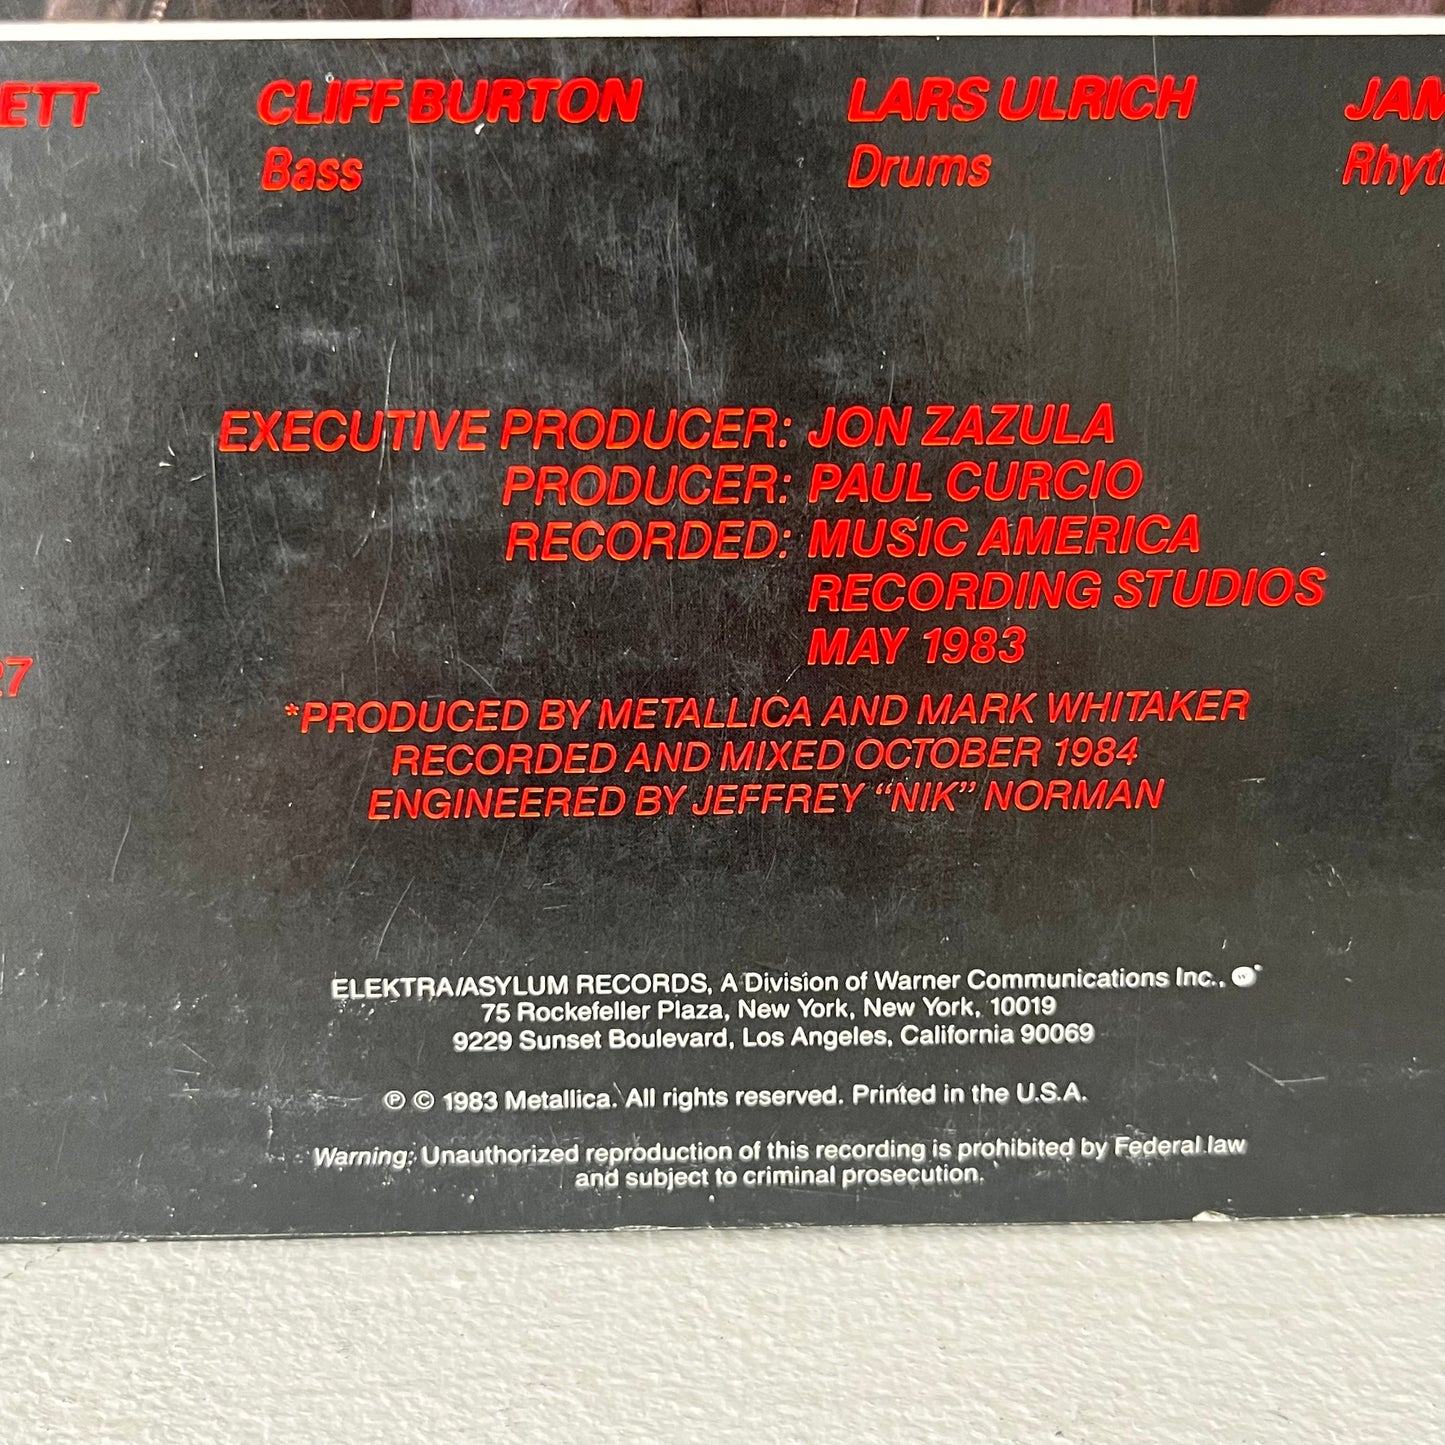 ETT CLIFF BURTON LARS ULRICH JAM
Bass Drums Rhyt
EXECUTIVE PRODUCER: JON ZAZULA
PRODUCER: PAUL CURCIO
RECORDED: MUSIC AMERICA
RECORDING STUDIOS
MAY 1983
27
*PRODUCED BY METALLICA AND MARK WHITAKER
RECORDED AND MIXED OCTOBER 1984
ENGINEERED BY JEFFREY “NIK” NORMAN
ELEKTRA/ASYLUM RECORDS, A Division of Warner Communications Inc.,
75 Rockefeller Plaza, New York, New York, 10019
9229 Sunset Boulevard, Los Angeles, California 90069
℗ © 1983 Metallica. All rights reserved. Printed in the U.S.A.
Warning: Unauthorized reproduction of this recording is prohibited by Federal law
and subject to criminal prosecution.